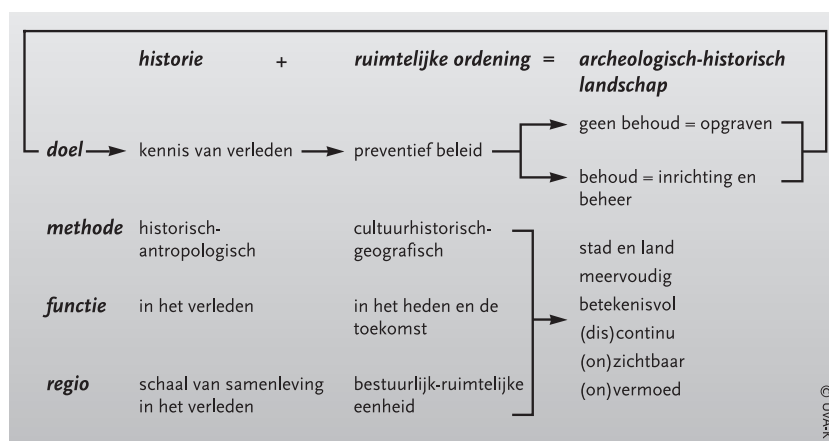 historie + ruimtelijke ordening = archeologisch-historisch
landschap
geen behoud = opgraven
doel kennis van verleden preventief beleid
behoud = inrichting en
beheer
methode historisch- cultuurhistorisch-
antropologisch geografisch
stad en land
meervoudig
betekenisvol
(dis)continu
(on)zichtbaar
(on)vermoed
functie in het verleden in het heden en de
toekomst
regio schaal van samenleving bestuurlijk-ruimtelijke
in het verleden eenheid
© UvA-K